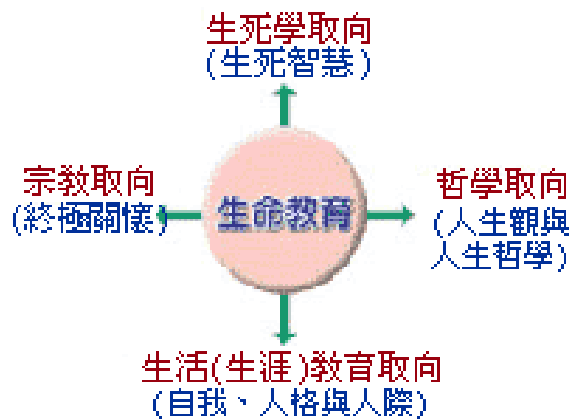 生死學取向
(生死智慧)
宗教取向
(終極關懷)
生命教育
哲學取向
(人生觀與
人生哲學)
生活(生涯)教育取向
(自我、人格與人際)